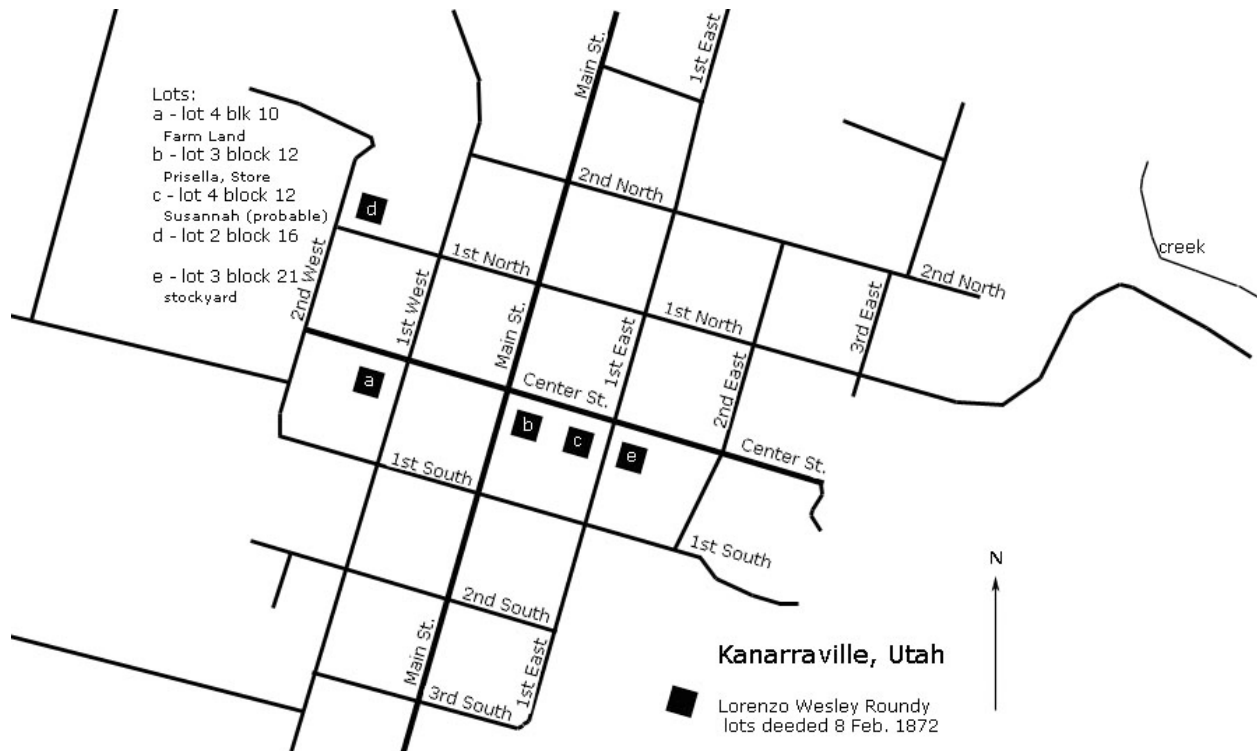 Main St.
1st East
Lots:
a - lot 4 blk 10
Farm Land
b - lot 3 block 12
Prisella, Store
c - lot 4 block 12
Susannah (probable)
d - lot 2 block 16
e - lot 3 block 21
stockyard
d
2nd North
creek
2nd West
1st North
2nd North
1st West
Main St.
1st East
1st North
3rd East
2nd East
a
Center St.
b
c
e
Center St.
1st South
1st South
N
2nd South
Main St.
1st East
3rd South
Kanarraville, Utah
Lorenzo Wesley Roundy
lots deeded 8 Feb. 1872